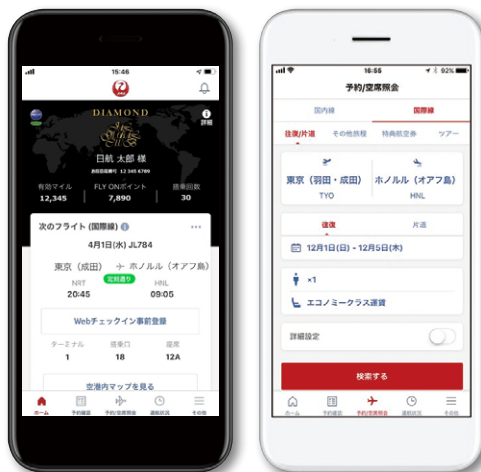 15:46
JAL
DIAMOND
詳細
日航 太郎 様
お得意様番号 12 345 6789
有効マイル FLY ONポイント 搭乗回数
12,345 7,890 30
次のフライト (国際線)
4月1日(水) JL784
東京 (成田) ホノルル (オアフ島)
NRT 定刻通り HNL
20:45 09:05
Webチェックイン事前登録
ターミナル 搭乗口 座席
1 18 12A
空港内マップを見る
ホーム 予約確認 予約/空席照会 運航状況 その他
16:55 92%
予約/空席照会
国内線 国際線
往復/片道 その他旅程 特典航空券 ツアー
東京 (羽田・成田) ホノルル (オアフ島)
TYO HNL
往復 片道
12月1日(日) - 12月5日(木)
×1
エコノミークラス運賃
詳細設定
検索する
ホーム 予約確認 予約/空席照会 運航状況 その他